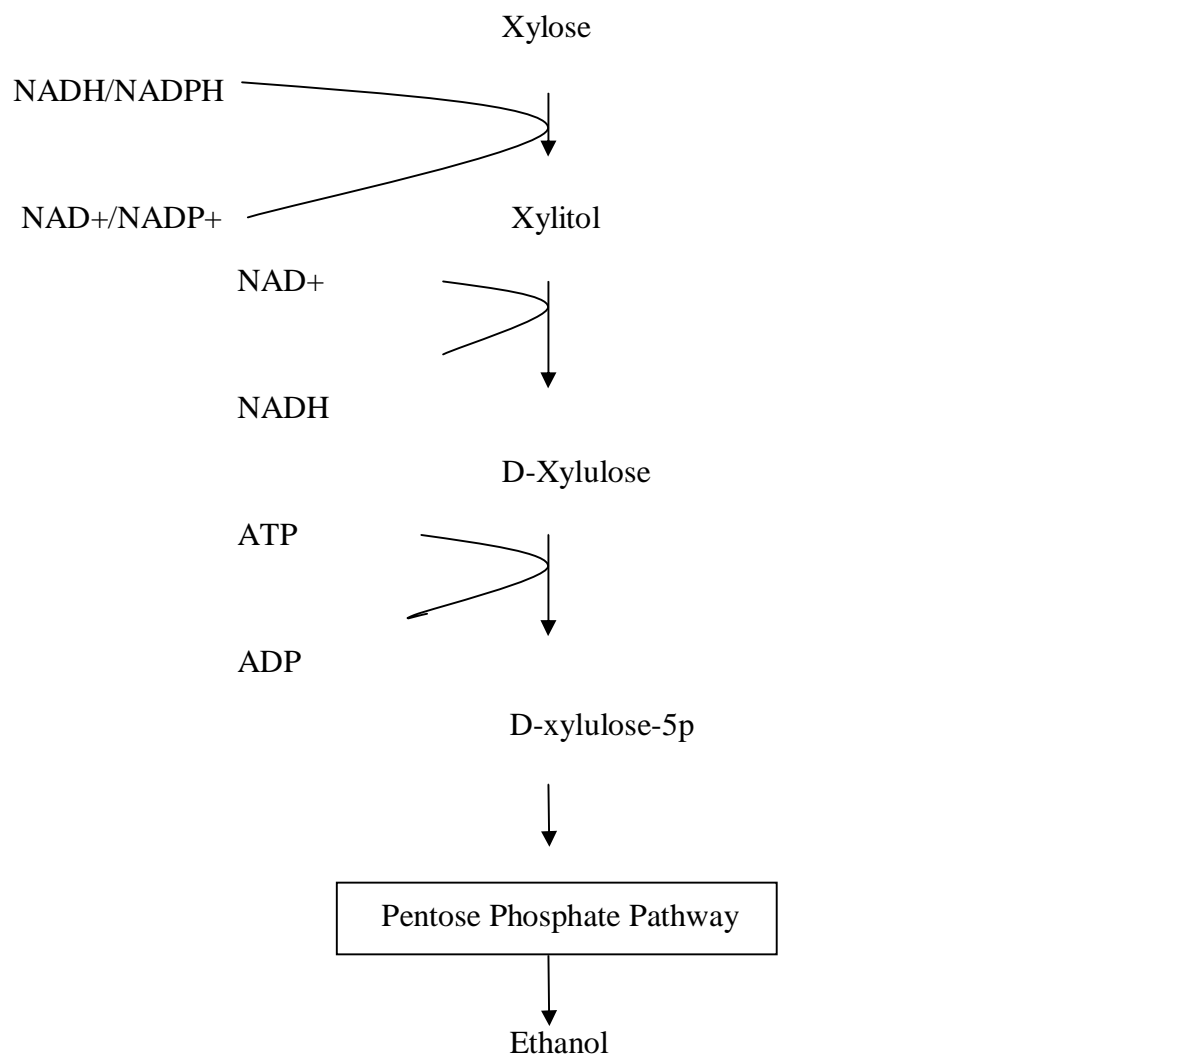 Xylose
NADH/NADPH
NAD+/NADP+
Xylitol
NAD+
NADH
D-Xylulose
ATP
ADP
D-xylulose-5p
Pentose Phosphate Pathway
Ethanol